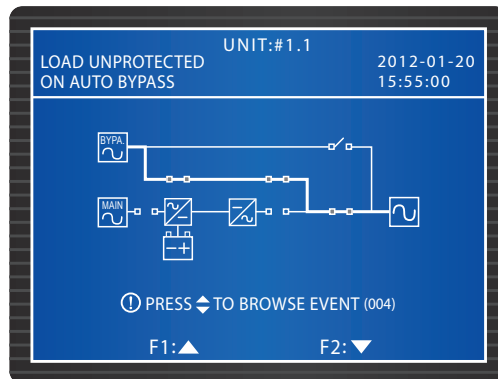 UNIT:#1.1
LOAD UNPROTECTED
ON AUTO BYPASS
2012-01-20
15:55:00
BYPA.
MAIN
PRESS TO BROWSE EVENT (004)
F1:
F2: